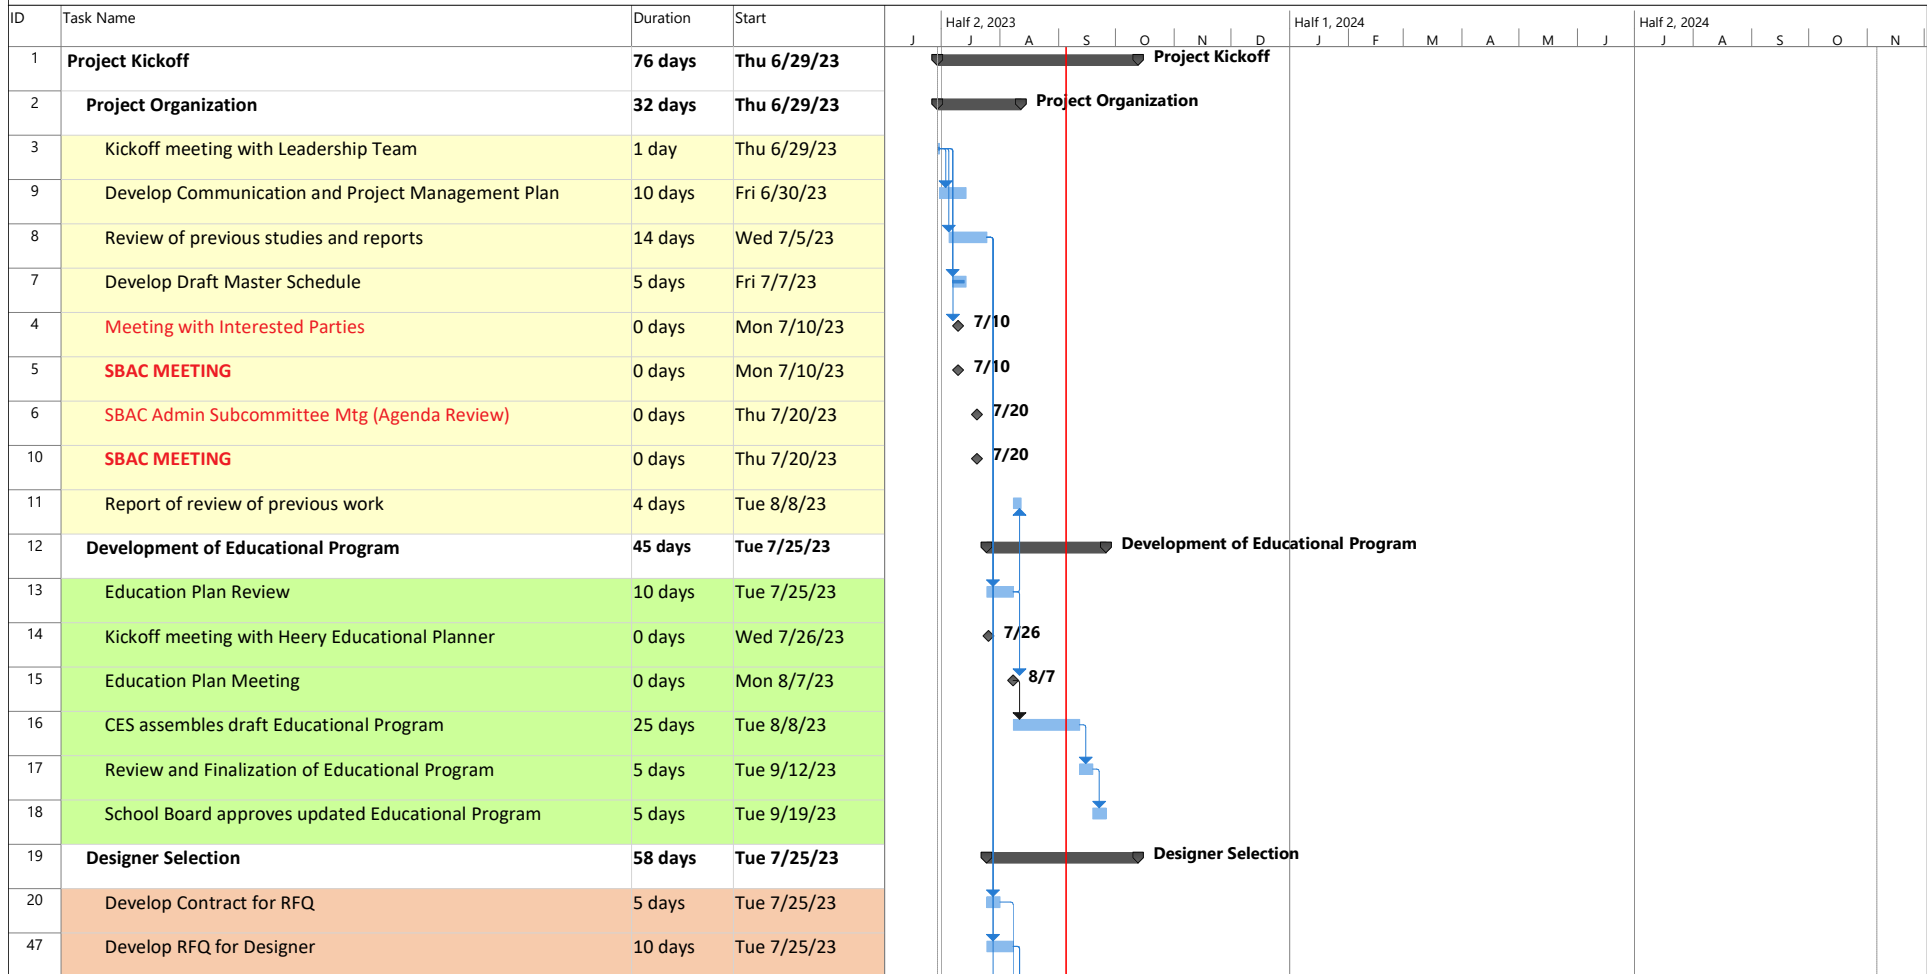 ID Task Name Duration Start Half 2, 2023 Half 1, 2024 Half 2, 2024
J J A S O N D J F M A M J J A S O N
1 Project Kickoff 76 days Thu 6/29/23 Project Kickoff
2 Project Organization 32 days Thu 6/29/23 Project Organization
3 Kickoff meeting with Leadership Team 1 day Thu 6/29/23
9 Develop Communication and Project Management Plan 10 days Fri 6/30/23
8 Review of previous studies and reports 14 days Wed 7/5/23
7 Develop Draft Master Schedule 5 days Fri 7/7/23
4 Meeting with Interested Parties 0 days Mon 7/10/23 7/10
5 SBAC MEETING 0 days Mon 7/10/23 7/10
6 SBAC Admin Subcommittee Mtg (Agenda Review) 0 days Thu 7/20/23 7/20
10 SBAC MEETING 0 days Thu 7/20/23 7/20
11 Report of review of previous work 4 days Tue 8/8/23
12 Development of Educational Program 45 days Tue 7/25/23 Development of Educational Program
13 Education Plan Review 10 days Tue 7/25/23
14 Kickoff meeting with Heery Educational Planner 0 days Wed 7/26/23 7/26
15 Education Plan Meeting 0 days Mon 8/7/23 8/7
16 CES assembles draft Educational Program 25 days Tue 8/8/23
17 Review and Finalization of Educational Program 5 days Tue 9/12/23
18 School Board approves updated Educational Program 5 days Tue 9/19/23
19 Designer Selection 58 days Tue 7/25/23 Designer Selection
20 Develop Contract for RFQ 5 days Tue 7/25/23
47 Develop RFQ for Designer 10 days Tue 7/25/23